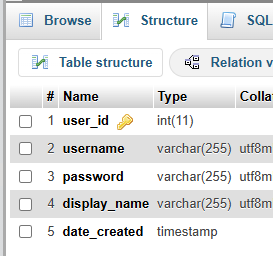 Browse Structure SQL
Table structure Relation v
# Name Type Colla
1 user_id int(11)
2 username varchar(255) utf8m
3 password varchar(255) utf8m
4 display_name varchar(255) utf8m
5 date_created timestamp